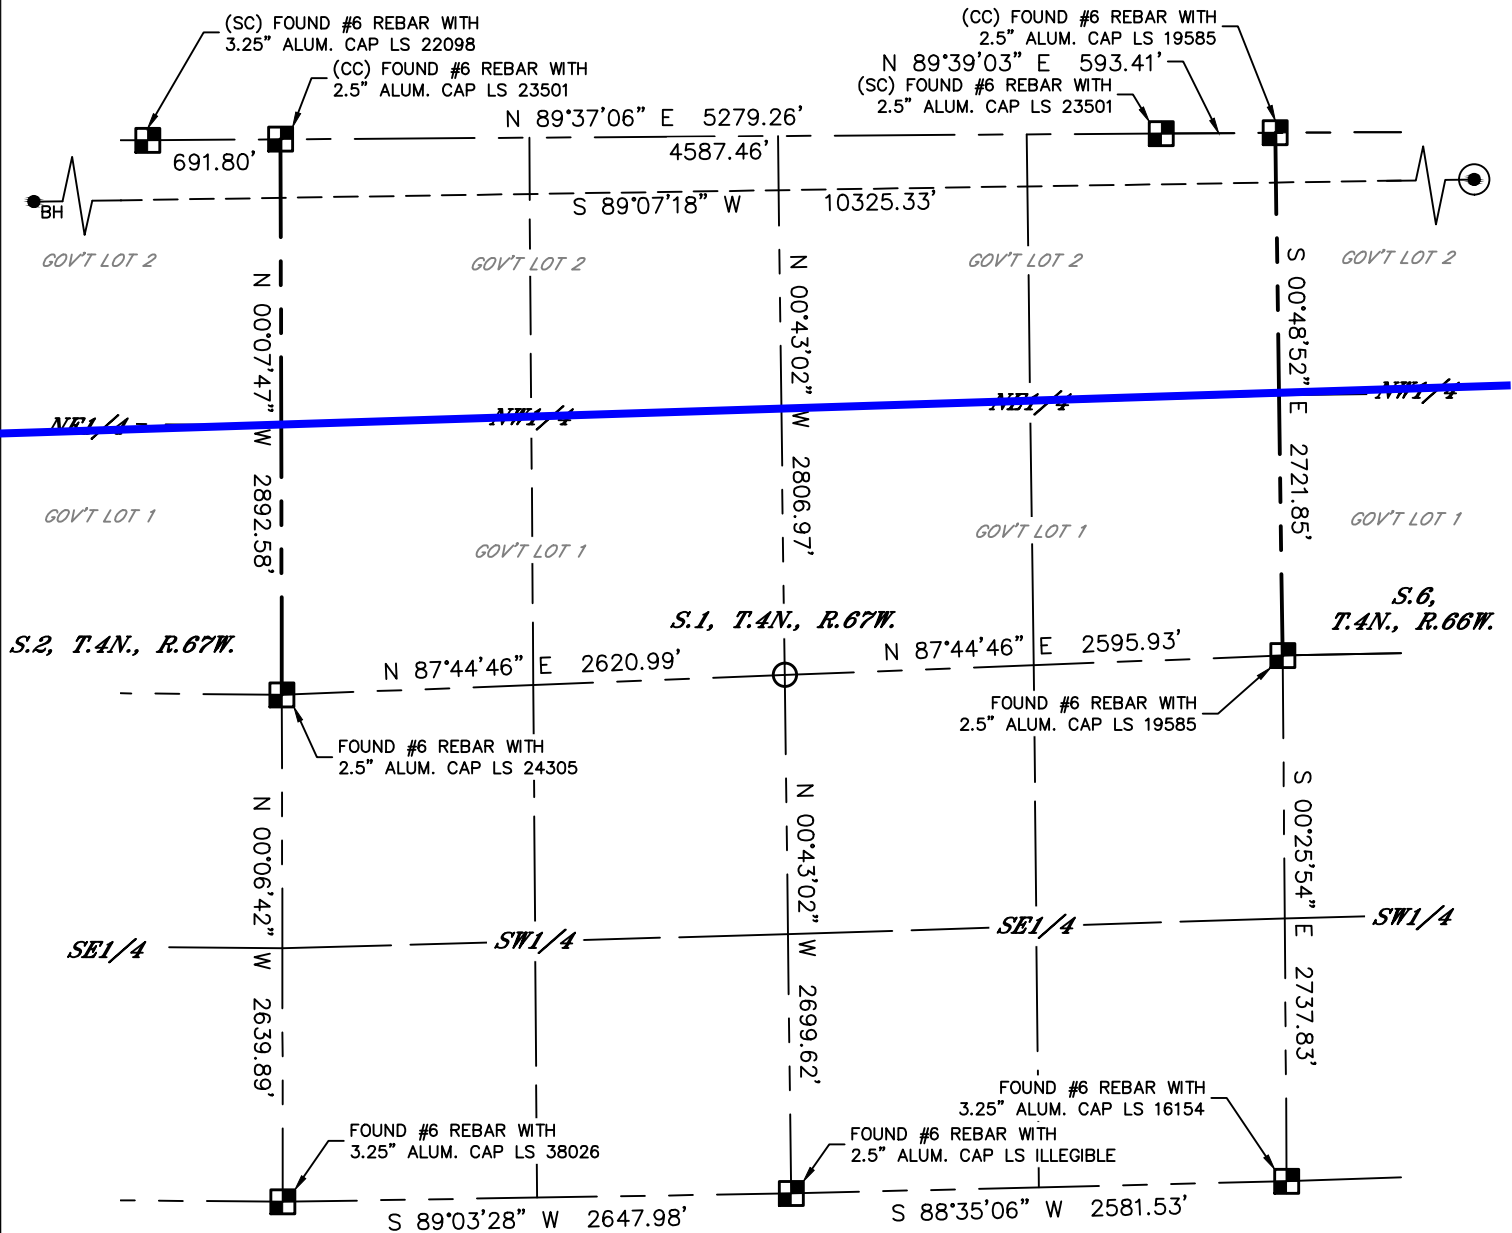 (SC) FOUND #6 REBAR WITH
3.25" ALUM. CAP LS 22098
(CC) FOUND #6 REBAR WITH
2.5" ALUM. CAP LS 23501
(CC) FOUND #6 REBAR WITH
2.5" ALUM. CAP LS 19585
N 89°39'03" E 593.41'
(SC) FOUND #6 REBAR WITH
2.5" ALUM. CAP LS 23501
N 89°37'06" E 5279.26'
691.80'
4587.46'
BH
S 89°07'18" W 10325.33'
GOV'T LOT 2
GOV'T LOT 2
GOV'T LOT 2
GOV'T LOT 2
N 00°07'47" W 2892.58'
N 00°43'02" W 2806.97'
S 00°48'52" E 2721.85'
NE1/4
NW1/4
NE1/4
NW1/4
GOV'T LOT 1
GOV'T LOT 1
GOV'T LOT 1
GOV'T LOT 1
S.2, T.4N., R.67W.
S.1, T.4N., R.67W.
S.6,
T.4N., R.66W.
N 87°44'46" E 2620.99'
N 87°44'46" E 2595.93'
FOUND #6 REBAR WITH
2.5" ALUM. CAP LS 24305
FOUND #6 REBAR WITH
2.5" ALUM. CAP LS 19585
N 00°06'42" W 2639.89'
N 00°43'02" W 2699.62'
S 00°25'54" E 2737.83'
SE1/4
SW1/4
SE1/4
SW1/4
FOUND #6 REBAR WITH
3.25" ALUM. CAP LS 38026
FOUND #6 REBAR WITH
2.5" ALUM. CAP LS ILLEGIBLE
FOUND #6 REBAR WITH
3.25" ALUM. CAP LS 16154
S 89°03'28" W 2647.98'
S 88°35'06" W 2581.53'